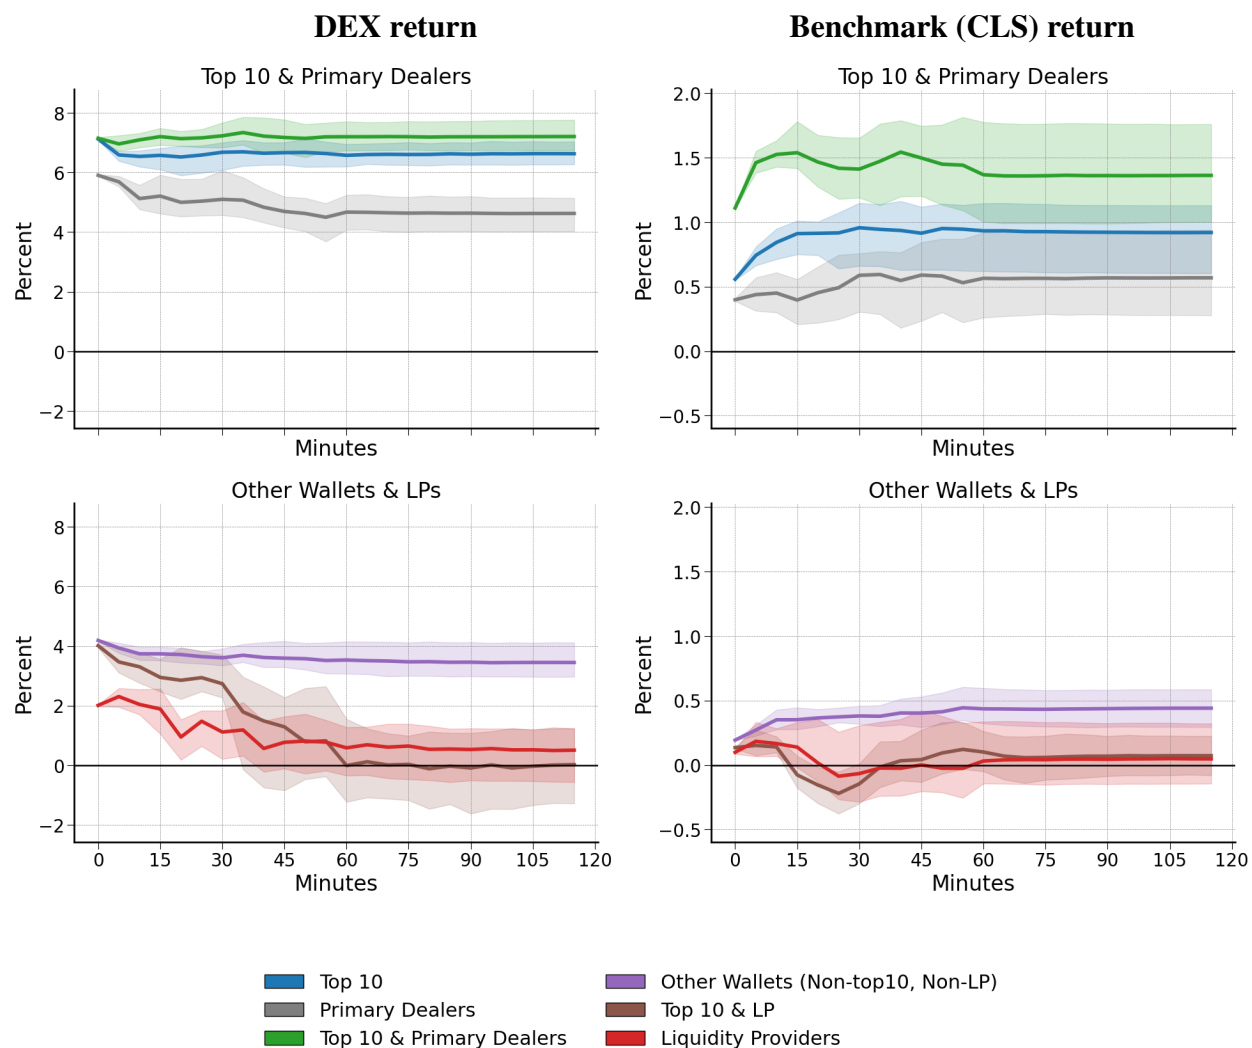 DEX return
Benchmark (CLS) return
Top 10 & Primary Dealers
8
6
4
2
0
−2
Percent
Minutes
Top 10 & Primary Dealers
2.0
1.5
1.0
0.5
0.0
−0.5
Percent
Minutes
Other Wallets & LPs
8
6
4
2
0
−2
Percent
0 15 30 45 60 75 90 105 120
Minutes
Other Wallets & LPs
2.0
1.5
1.0
0.5
0.0
−0.5
Percent
0 15 30 45 60 75 90 105 120
Minutes
Top 10
Primary Dealers
Top 10 & Primary Dealers
Other Wallets (Non-top10, Non-LP)
Top 10 & LP
Liquidity Providers